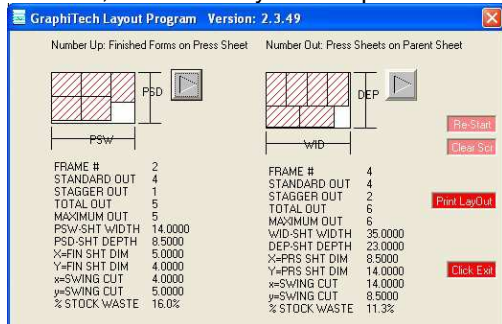 GraphiTech Layout Program Version: 2.3.49
Number Up: Finished Forms on Press Sheet
Number Out: Press Sheets on Parent Sheet
PSD
DEP
PSW
WID
Re-Start
Clear Scr
FRAME # 2
STANDARD OUT 4
STAGGER OUT 1
TOTAL OUT 5
MAXIMUM OUT 5
PSW-SHT WIDTH 14.0000
PSD-SHT DEPTH 8.5000
X=FIN SHT DIM 5.0000
Y=FIN SHT DIM 4.0000
x=SWING CUT 4.0000
y=SWING CUT 5.0000
% STOCK WASTE 16.0%
FRAME # 4
STANDARD OUT 4
STAGGER OUT 2
TOTAL OUT 6
MAXIMUM OUT 6
WID-SHT WIDTH 35.0000
DEP-SHT DEPTH 23.0000
X=PRS SHT DIM 8.5000
Y=PRS SHT DIM 14.0000
x=SWING CUT 14.0000
y=SWING CUT 8.5000
% STOCK WASTE 11.3%
Print LayOut
Click Exit